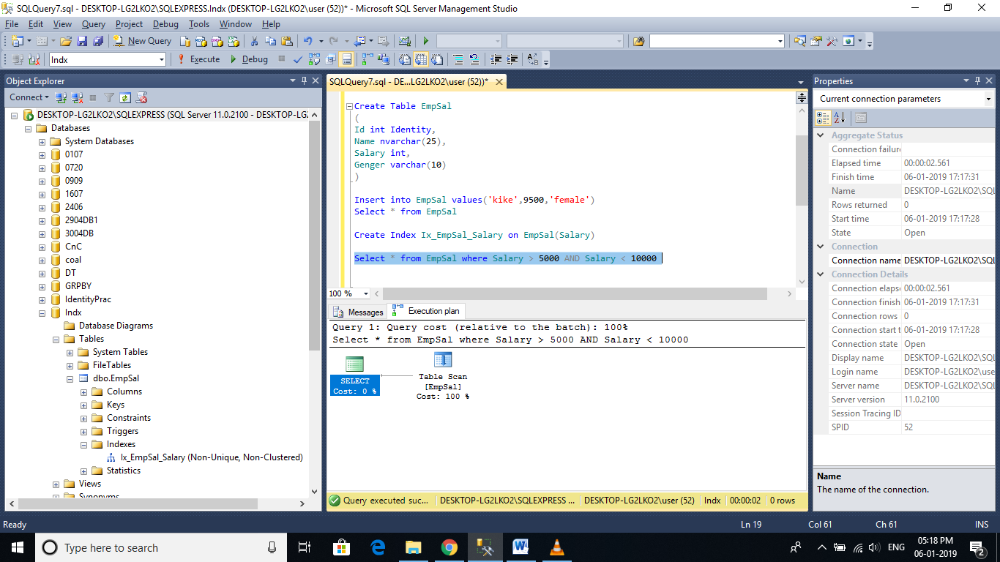 SQLQuery7.sql - DESKTOP-LG2LKO2\SQLEXPRESS.Indx (DESKTOP-LG2LKO2\user (52))* - Microsoft SQL Server Management Studio
File Edit View Query Project Debug Tools Window Help
New Query
Indx Execute Debug
Object Explorer
Connect
DESKTOP-LG2LKO2\SQLEXPRESS (SQL Server 11.0.2100 - DESKTOP-LG2
Databases
System Databases
0107
0720
0909
1607
2406
2904DB1
3004DB
CnC
coal
DT
GRPBY
IdentityPrac
Indx
Database Diagrams
Tables
System Tables
FileTables
dbo.EmpSal
Columns
Keys
Constraints
Triggers
Indexes
Ix_EmpSal_Salary (Non-Unique, Non-Clustered)
Statistics
Views
Synonyms
SQLQuery7.sql - DE...LG2LKO2\user (52))*
Create Table EmpSal
(
Id int Identity,
Name nvarchar(25),
Salary int,
Genger varchar(10)
)
Insert into EmpSal values('kike',9500,'female')
Select * from EmpSal
Create Index Ix_EmpSal_Salary on EmpSal(Salary)
Select * from EmpSal where Salary > 5000 AND Salary < 10000
100 %
Messages Execution plan
Query 1: Query cost (relative to the batch): 100%
Select * from EmpSal where Salary > 5000 AND Salary < 10000
SELECT
Cost: 0 %
Table Scan
[EmpSal]
Cost: 100 %
Query executed suc... DESKTOP-LG2LKO2\SQLEXPRESS ... DESKTOP-LG2LKO2\user (52) Indx 00:00:02 0 rows
Properties
Current connection parameters
Aggregate Status
Connection failure
Elapsed time 00:00:02.561
Finish time 06-01-2019 17:17:31
Name DESKTOP-LG2LKO2\SQL
Rows returned 0
Start time 06-01-2019 17:17:28
State Open
Connection
Connection name DESKTOP-LG2LKO2\SQL
Connection Details
Connection elaps 00:00:02.561
Connection finish 06-01-2019 17:17:31
Connection rows 0
Connection start t 06-01-2019 17:17:28
Connection state Open
Display name DESKTOP-LG2LKO2\SQL
Login name DESKTOP-LG2LKO2\use
Server name DESKTOP-LG2LKO2\SQL
Server version 11.0.2100
Session Tracing ID
SPID 52
Name
The name of the connection.
Ready Ln 19 Col 61 Ch 61 INS
Type here to search
ENG
05:18 PM
06-01-2019
2